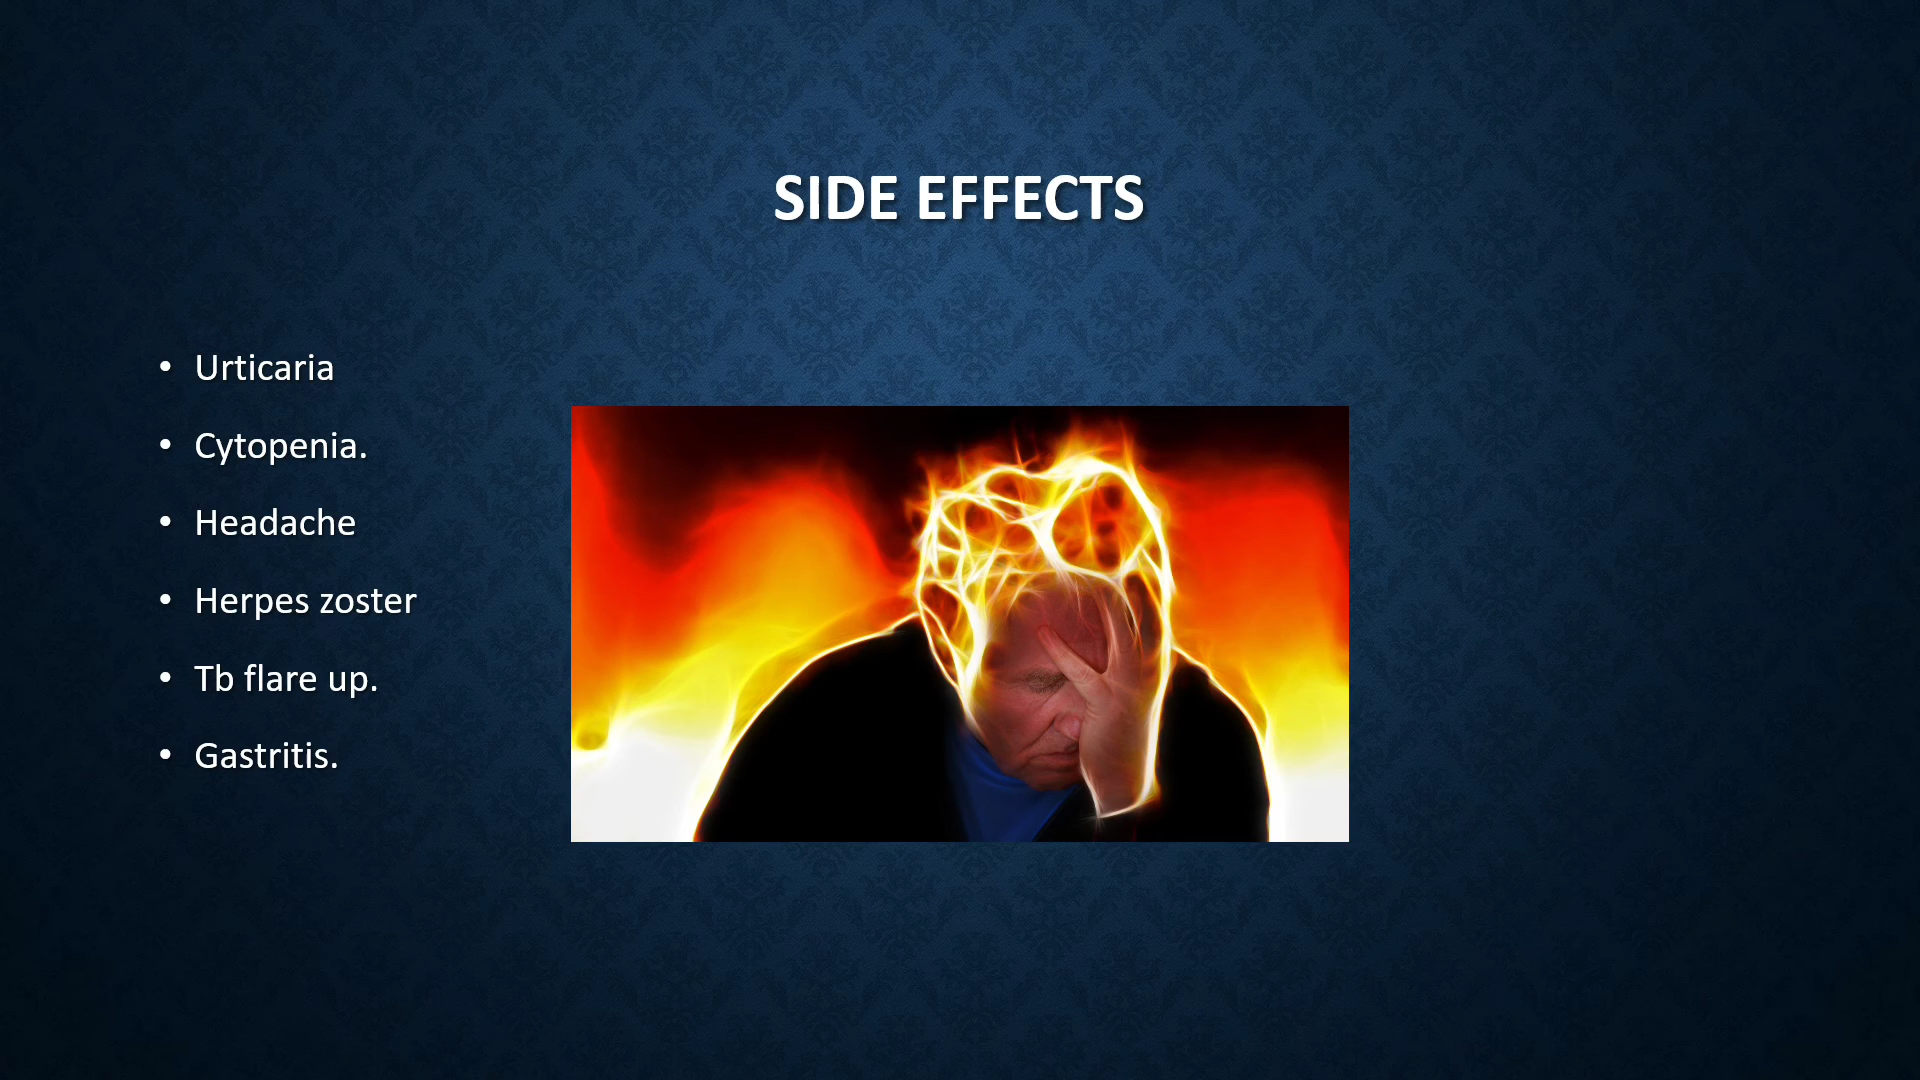 SIDE EFFECTS
• Urticaria
• Cytopenia.
• Headache
• Herpes zoster
• Tb flare up.
• Gastritis.